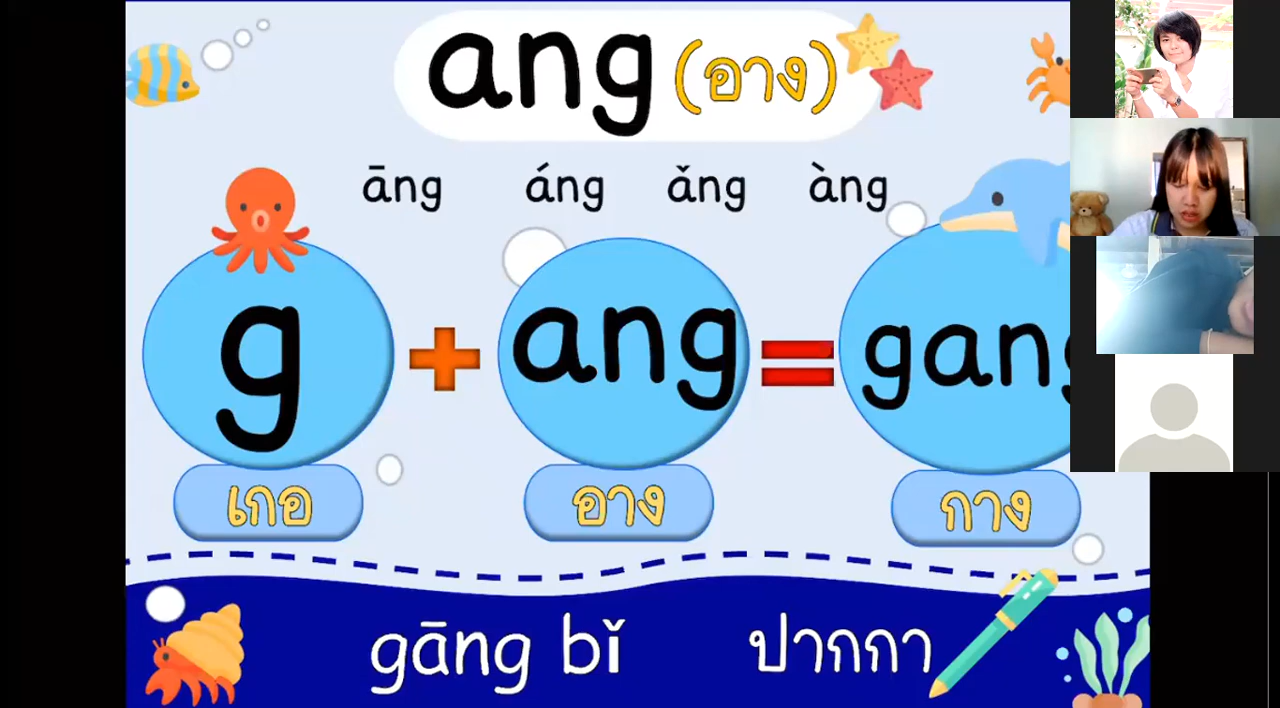 ang (อาง)
āng áng ǎng àng
g + ang = gang
เกอ อาง กาง
gāng bǐ ปากกา